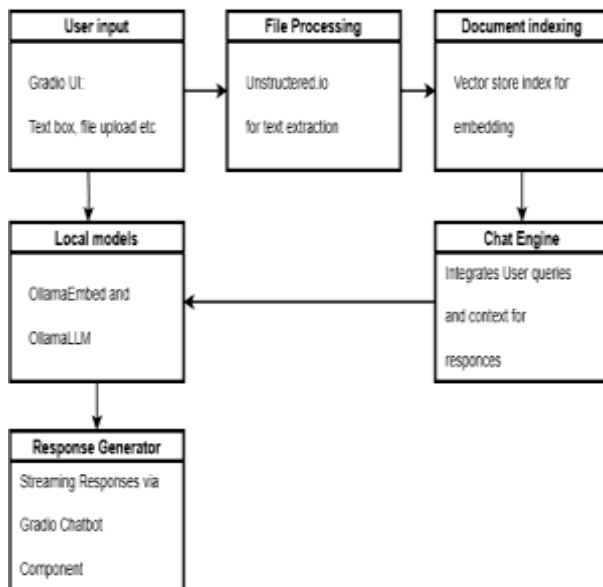 User input
Gradio UI:
Text box, file upload etc
File Processing
Unstructered.io
for text extraction
Document indexing
Vector store index for
embedding
Local models
OllamaEmbed and
OllamaLLM
Chat Engine
Integrates User queries
and context for
responces
Response Generator
Streaming Responses via
Gradio Chatbot
Component